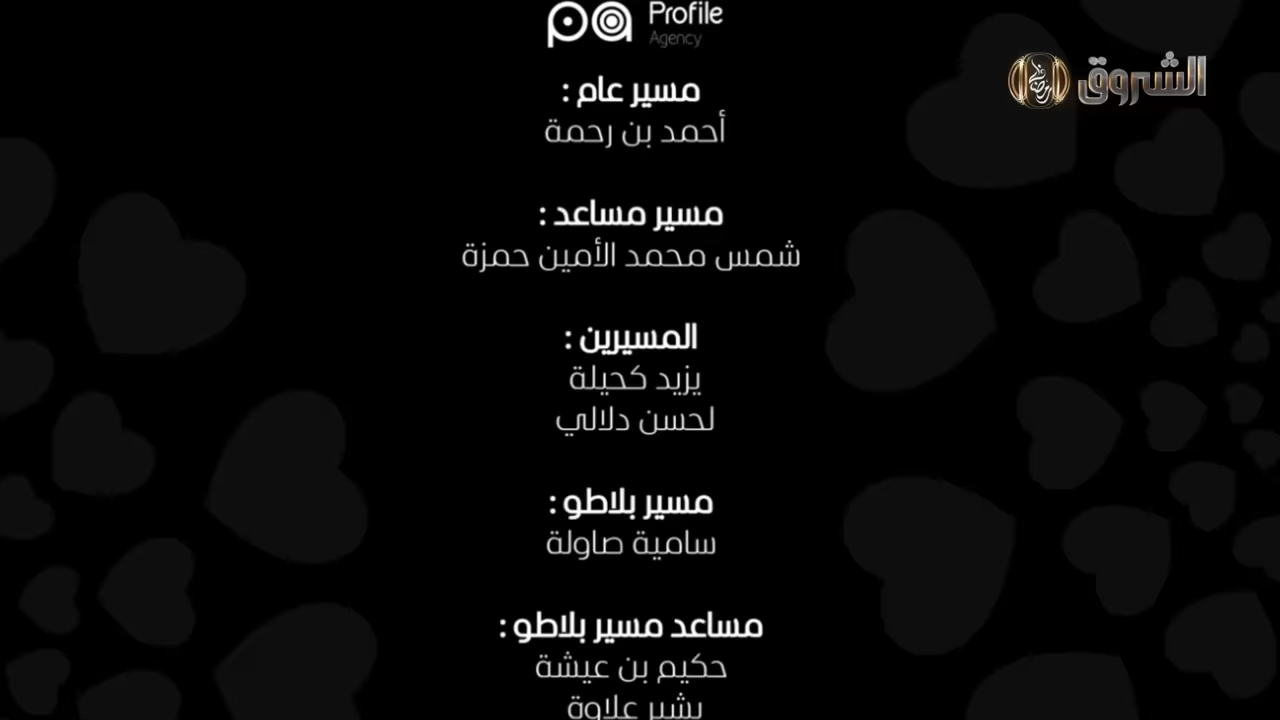 Profile
Agency
الشروق
مسير عام :
أحمد بن رحمة
مسير مساعد :
شمس محمد الأمين حمزة
المسيرين :
يزيد كحيلة
لحسن دلالي
مسير بلاطو :
سامية صاولة
مساعد مسير بلاطو :
حكيم بن عيشة
بشير علاوة